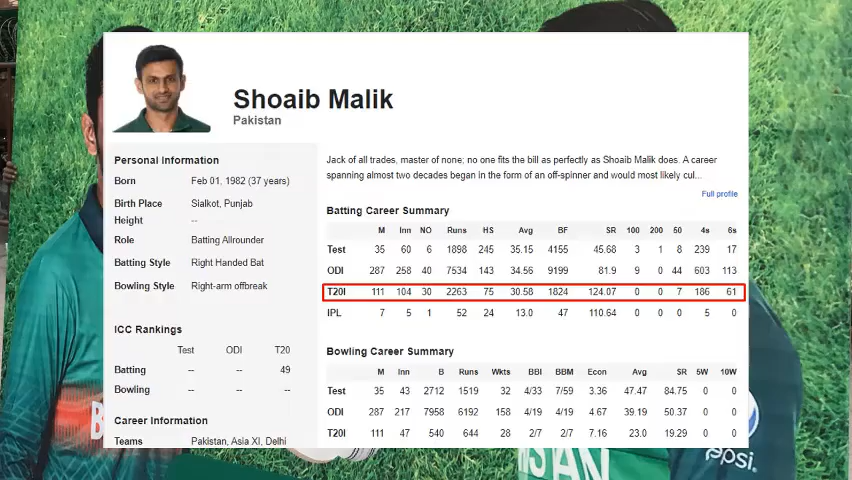 Shoaib Malik
Pakistan
Personal Information
Born Feb 01, 1982 (37 years)
Birth Place Sialkot, Punjab
Height --
Role Batting Allrounder
Batting Style Right Handed Bat
Bowling Style Right-arm offbreak
ICC Rankings
Test ODI T20
Batting -- -- 49
Bowling -- -- --
Career Information
Teams Pakistan, Asia XI, Delhi
Jack of all trades, master of none; no one fits the bill as perfectly as Shoaib Malik does. A career
spanning almost two decades began in the form of an off-spinner and would most likely cul...
Full profile
Batting Career Summary
M Inn NO Runs HS Avg BF SR 100 200 50 4s 6s
Test 35 60 6 1898 245 35.15 4155 45.68 3 1 8 239 17
ODI 287 258 40 7534 143 34.56 9199 81.9 9 0 44 603 113
T20I 111 104 30 2263 75 30.58 1824 124.07 0 0 7 186 61
IPL 7 5 1 52 24 13.0 47 110.64 0 0 0 5 0
Bowling Career Summary
M Inn B Runs Wkts BBI BBM Econ Avg SR 5W 10W
Test 35 43 2712 1519 32 4/33 7/59 3.36 47.47 84.75 0 0
ODI 287 217 7958 6192 158 4/19 4/19 4.67 39.19 50.37 0 0
T20I 111 47 540 644 28 2/7 2/7 7.16 23.0 19.29 0 0
pepsi